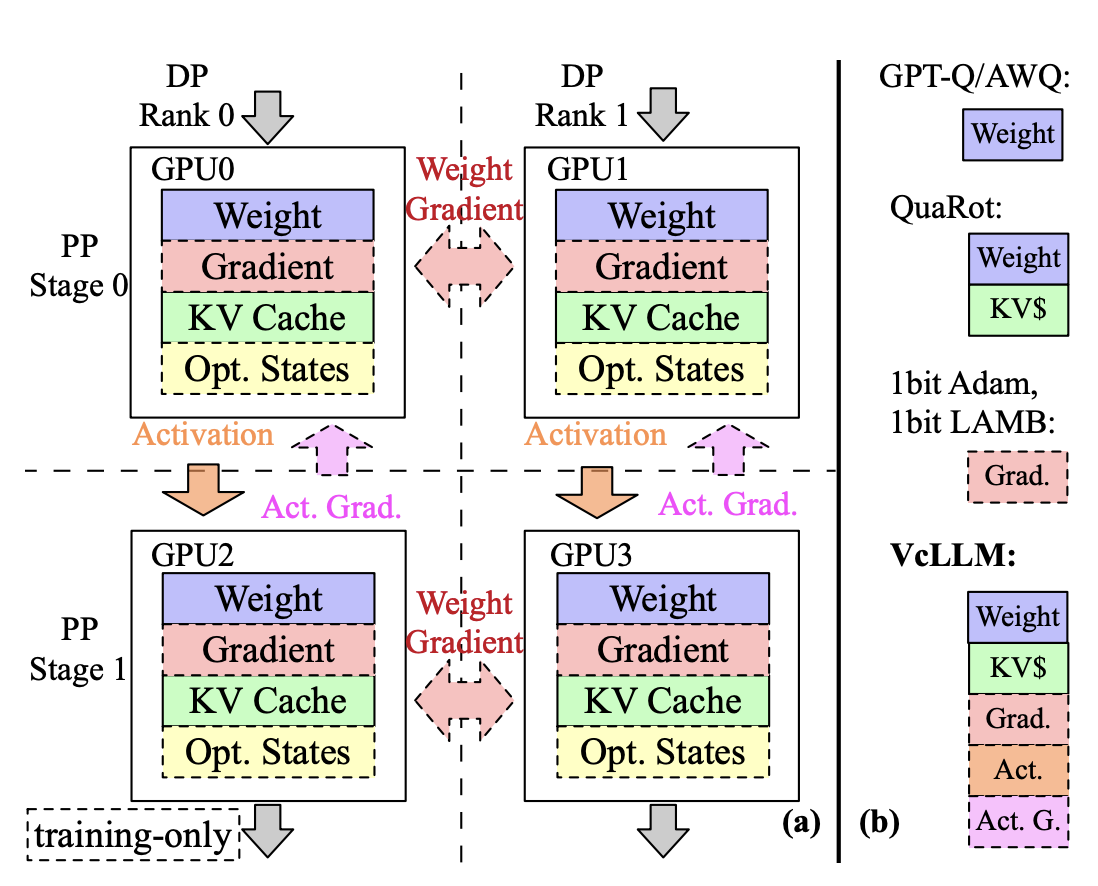 DP
Rank 0
DP
Rank 1
PP
Stage 0
GPU0
Weight
Gradient
KV Cache
Opt. States
Weight
Gradient
GPU1
Weight
Gradient
KV Cache
Opt. States
Activation
Act. Grad.
Activation
Act. Grad.
PP
Stage 1
GPU2
Weight
Gradient
KV Cache
Opt. States
Weight
Gradient
GPU3
Weight
Gradient
KV Cache
Opt. States
training-only
(a)
(b)
GPT-Q/AWQ:
Weight
QuaRot:
Weight
KV$
1bit Adam,
1bit LAMB:
Grad.
VcLLM:
Weight
KV$
Grad.
Act.
Act. G.